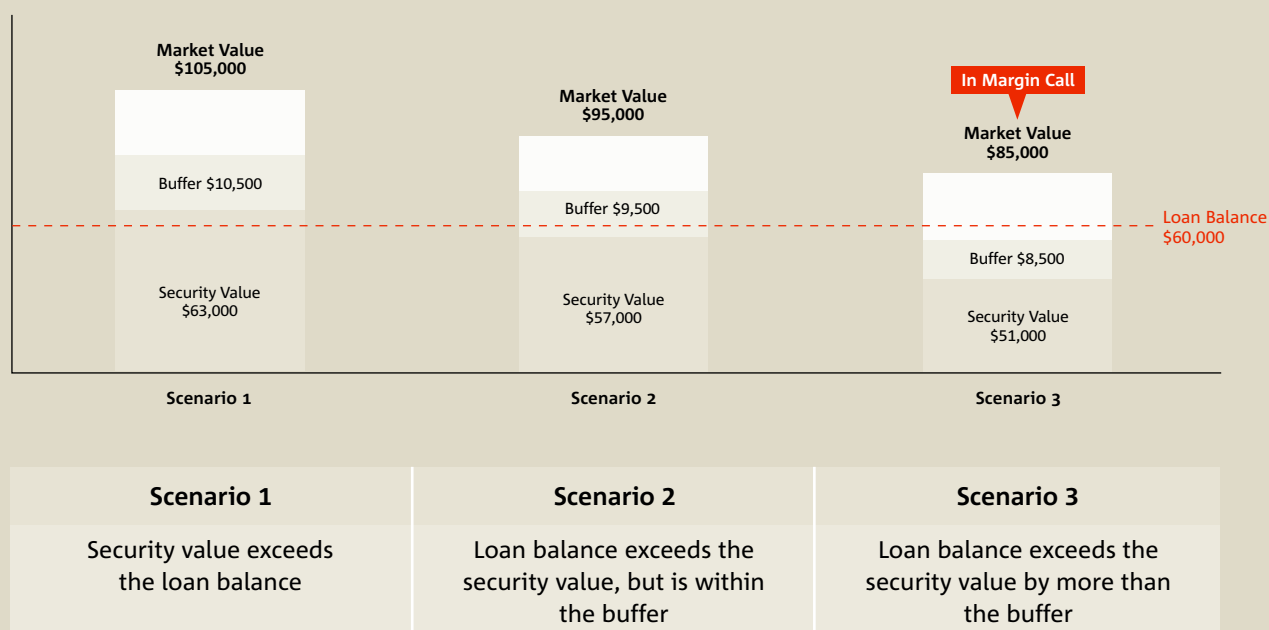 Market Value
$105,000
Buffer $10,500
Security Value
$63,000
Market Value
$95,000
Buffer $9,500
Security Value
$57,000
In Margin Call
Market Value
$85,000
Buffer $8,500
Security Value
$51,000
Loan Balance
$60,000
Scenario 1
Scenario 2
Scenario 3
Scenario 1
Security value exceeds
the loan balance
Scenario 2
Loan balance exceeds the
security value, but is within
the buffer
Scenario 3
Loan balance exceeds the
security value by more than
the buffer